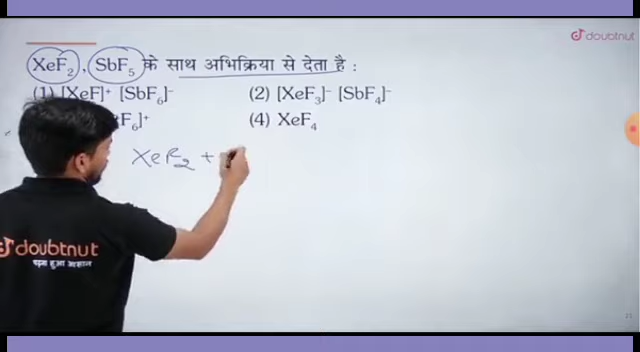 doubtnut
XeF₂, SbF₅ के साथ अभिक्रिया से देता है :
(1) [XeF]⁺ [SbF₆]⁻
(2) [XeF₃]⁻ [SbF₄]⁻
F₆]⁺
(4) XeF₄
XeF₂ +
doubtnut
पढ़ना हुआ आसान